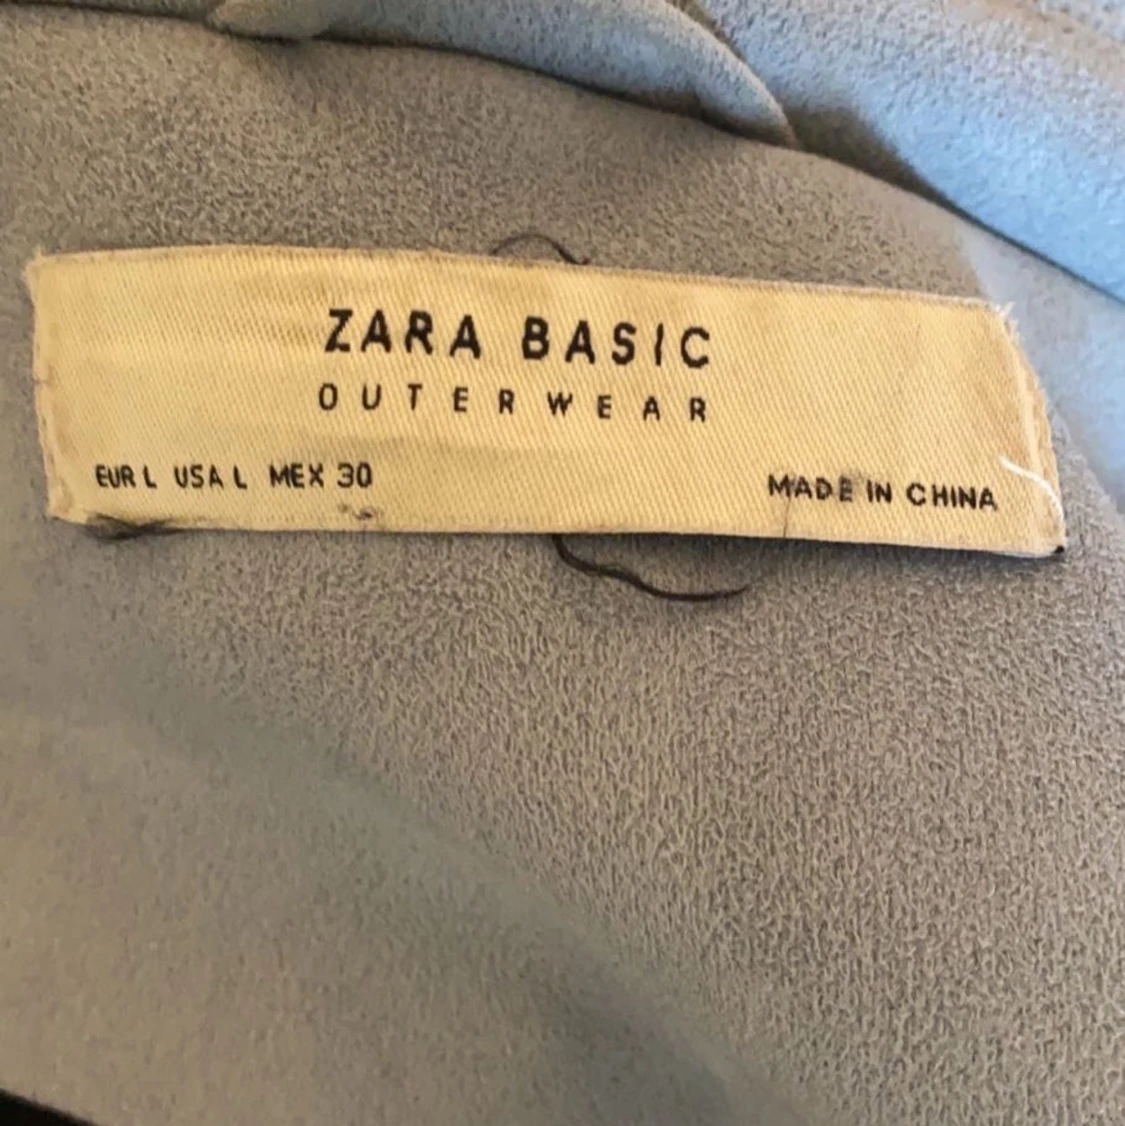 ZARA BASIC
OUTERWEAR
EUR L USA L MEX 30
MADE IN CHINA